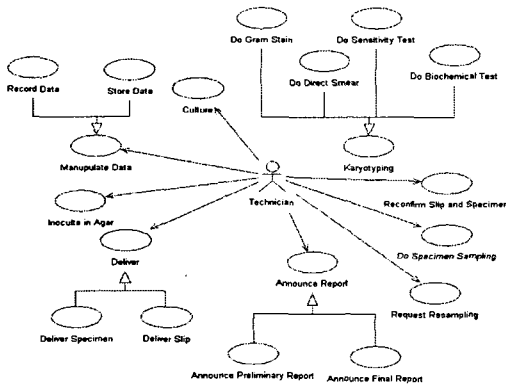 Do Gram Stain
Do Sensitivity Test
Do Direct Smear
Do Biochemical Test
Record Data
Store Data
Culture
Manupulate Data
Karyotyping
Technician
Reconfirm Slip and Specimen
Inoculte in Agar
Do Specimen Sampling
Deliver
Announce Report
Request Resampling
Deliver Specimen
Deliver Slip
Announce Preliminary Report
Announce Final Report